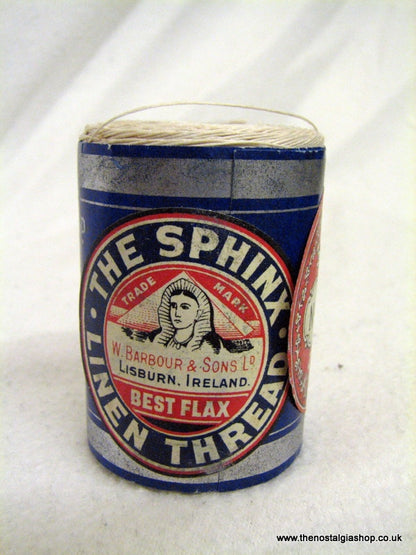 THE SPHINX
TRADE MARK
W. BARBOUR & SONS LD
LISBURN, IRELAND.
BEST FLAX
LINEN THREAD
www.thenostalgiashop.co.uk